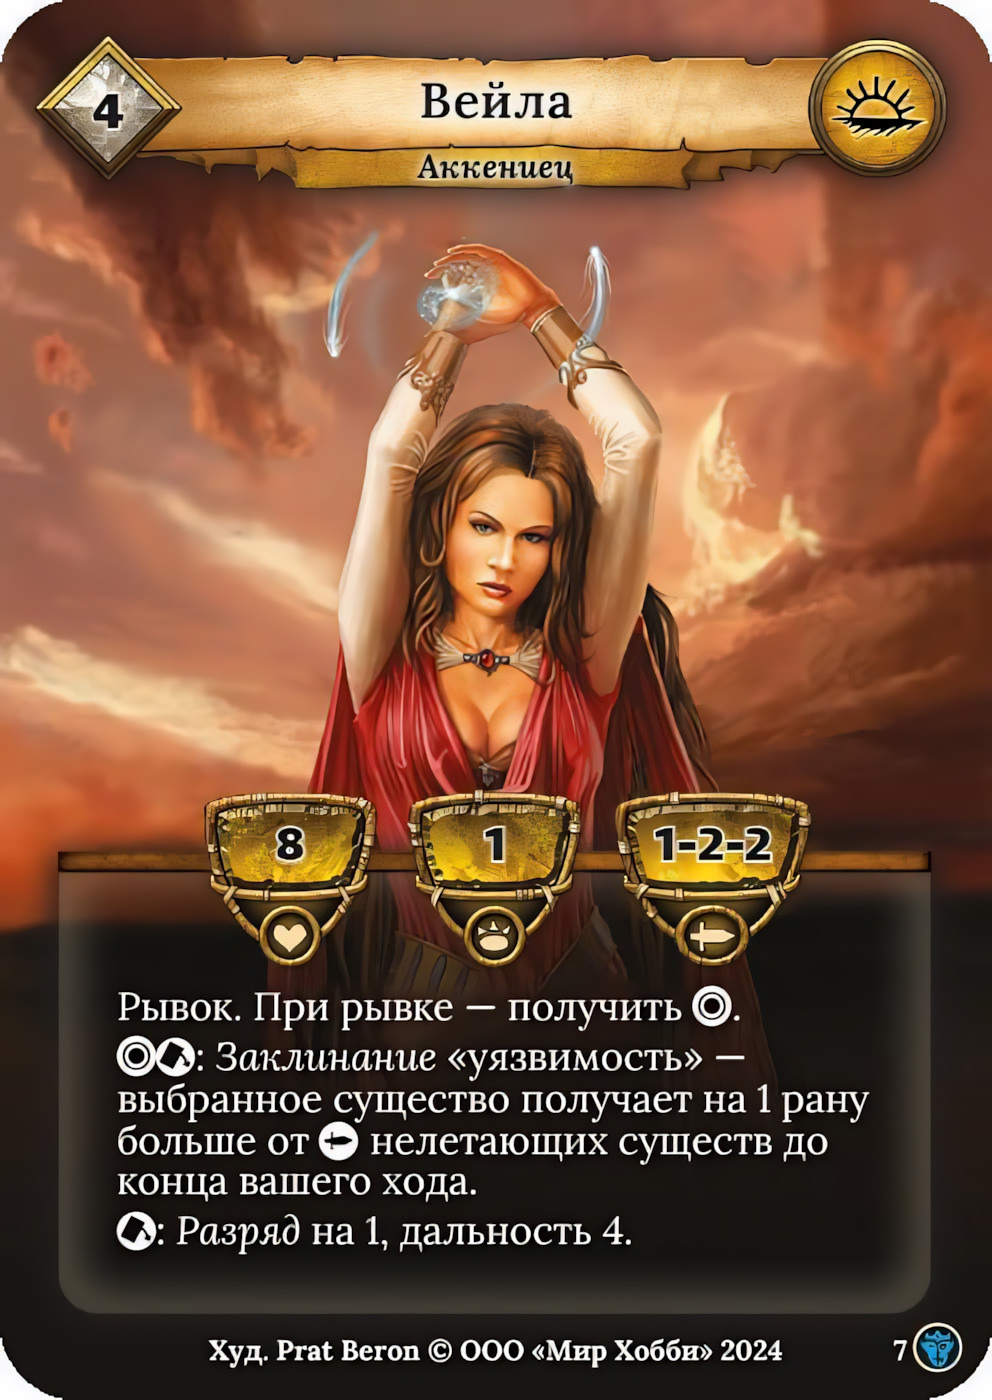 4
Вейла
Аккениец
8
1
1-2-2
Рывок. При рывке — получить .
: Заклинание «уязвимость» —
выбранное существо получает на 1 рану
больше от нелетающих существ до
конца вашего хода.
: Разряд на 1, дальность 4.
Худ. Prat Beron © ООО «Мир Хобби» 2024
7